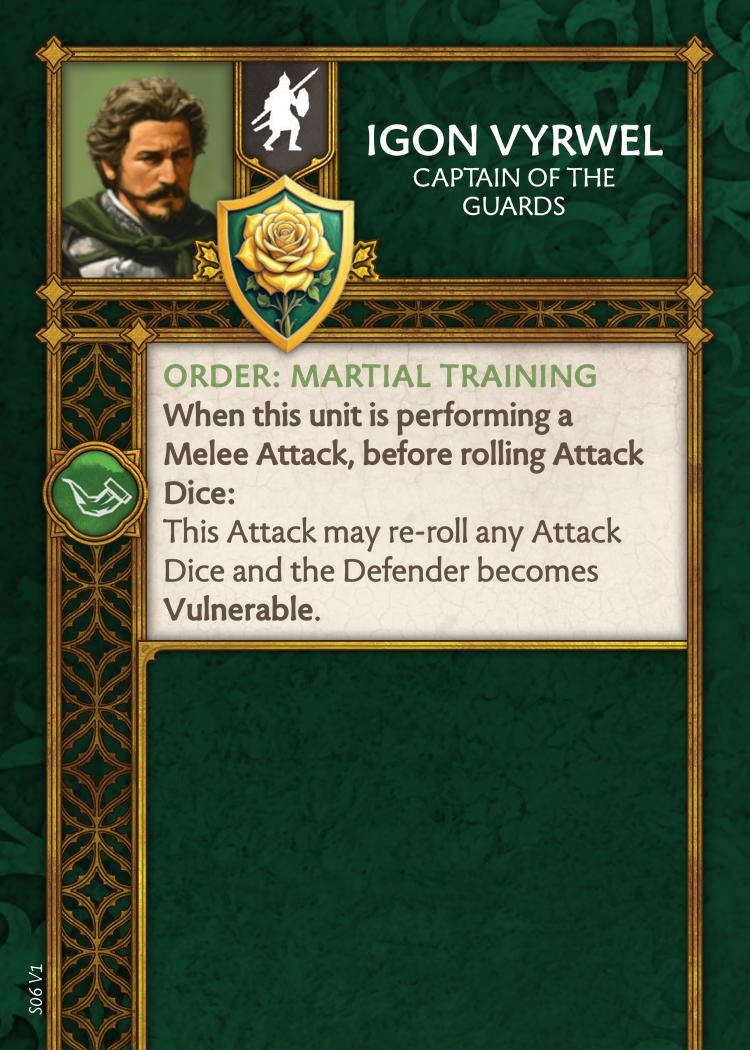 IGON VYRWEL
CAPTAIN OF THE
GUARDS
ORDER: MARTIAL TRAINING
When this unit is performing a
Melee Attack, before rolling Attack
Dice:
This Attack may re-roll any Attack
Dice and the Defender becomes
Vulnerable.
S06 V1